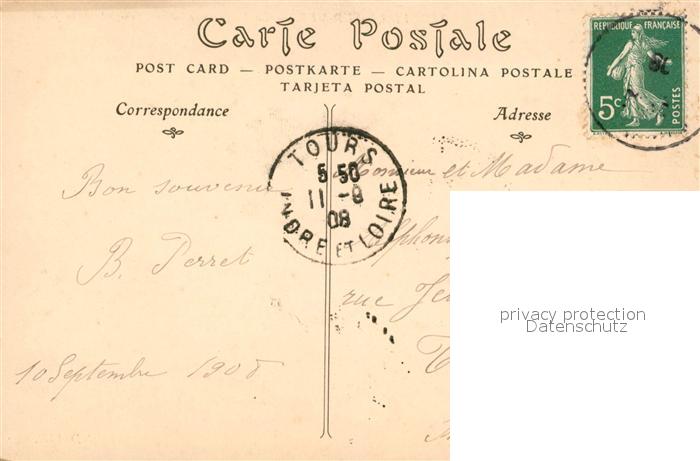 Carte Postale
POST CARD — POSTKARTE — CARTOLINA POSTALE
TARJETA POSTAL
Correspondance
Adresse
REPUBLIQUE FRANÇAISE
5c
POSTES
TOURS
5 50
11 -9
08
INDRE ET LOIRE
Bon souvenir
B. Perret
10 Septembre 1908
Monsieur et Madame
rue
privacy protection
Datenschutz